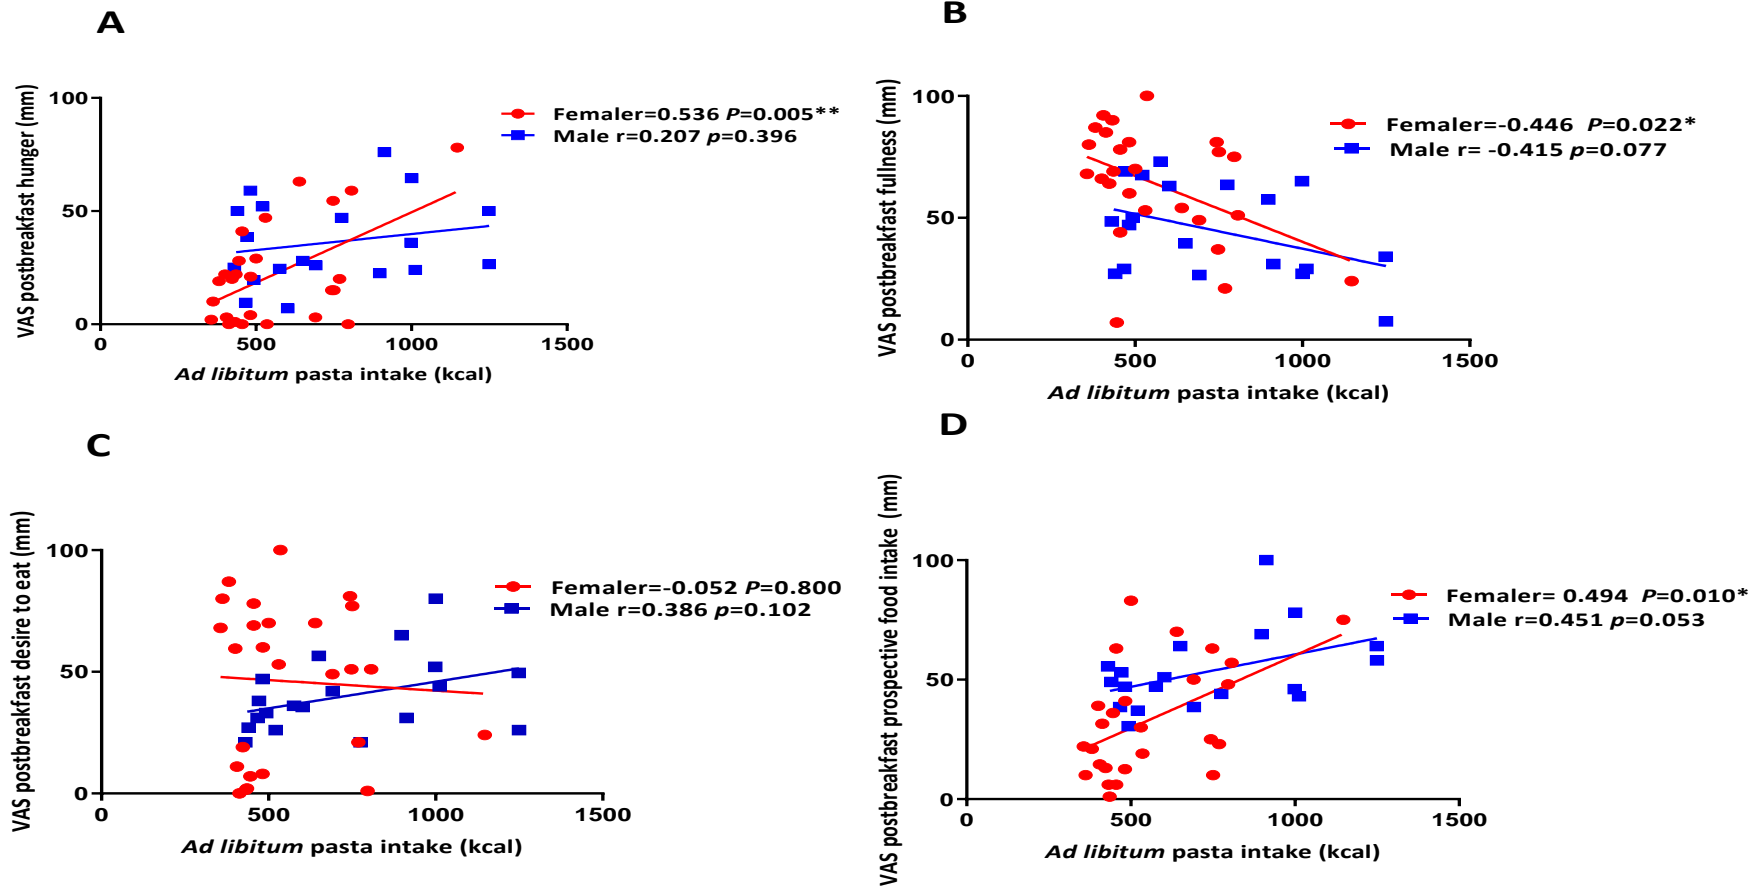 A
VAS postbreakfast hunger (mm)
100
50
0
0 500 1000 1500
Ad libitum pasta intake (kcal)
Femaler=0.536 P=0.005**
Male r=0.207 p=0.396
B
VAS postbreakfast fullness (mm)
100
50
0
0 500 1000 1500
Ad libitum pasta intake (kcal)
Femaler=-0.446 P=0.022*
Male r= -0.415 p=0.077
C
VAS postbreakfast desire to eat (mm)
100
50
0
0 500 1000 1500
Ad libitum pasta intake (kcal)
Femaler=-0.052 P=0.800
Male r=0.386 p=0.102
D
VAS postbreakfast prospective food intake (mm)
100
50
0
0 500 1000 1500
Ad libitum pasta intake (kcal)
Femaler= 0.494 P=0.010*
Male r=0.451 p=0.053